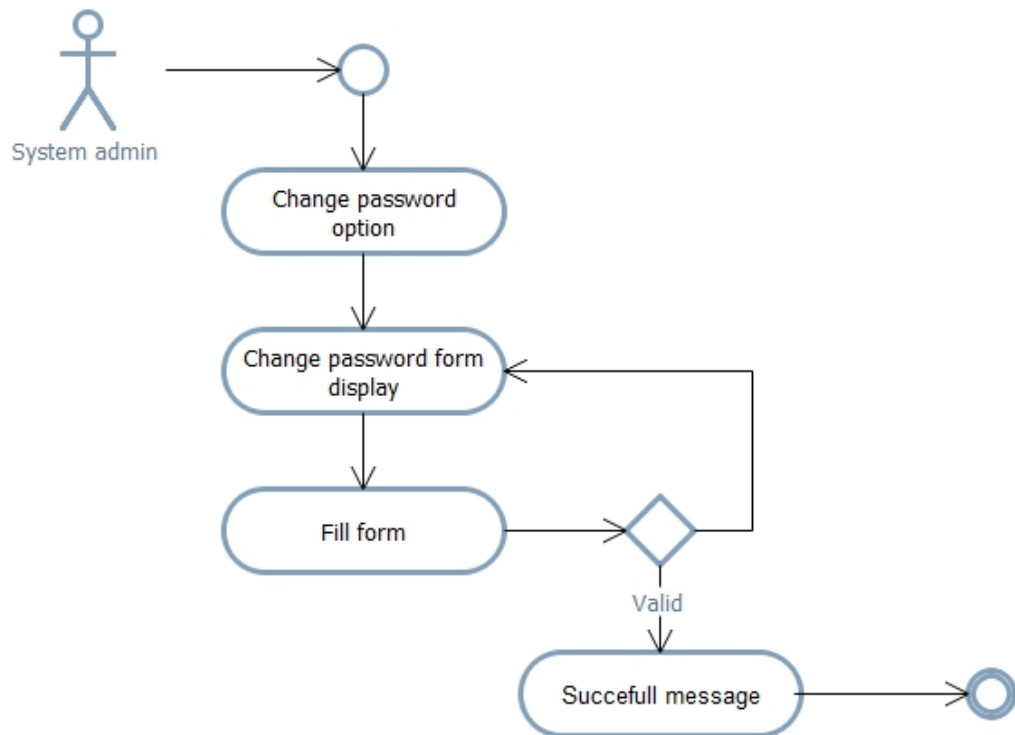 System admin
Change password
option
Change password form
display
Fill form
Valid
Succefull message